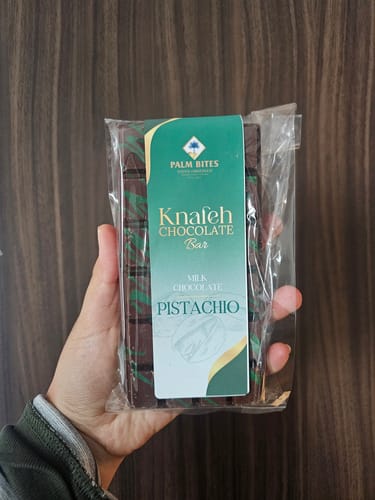 PALM BITES
Knafeh
CHOCOLATE
Bar
MILK
CHOCOLATE
PISTACHIO